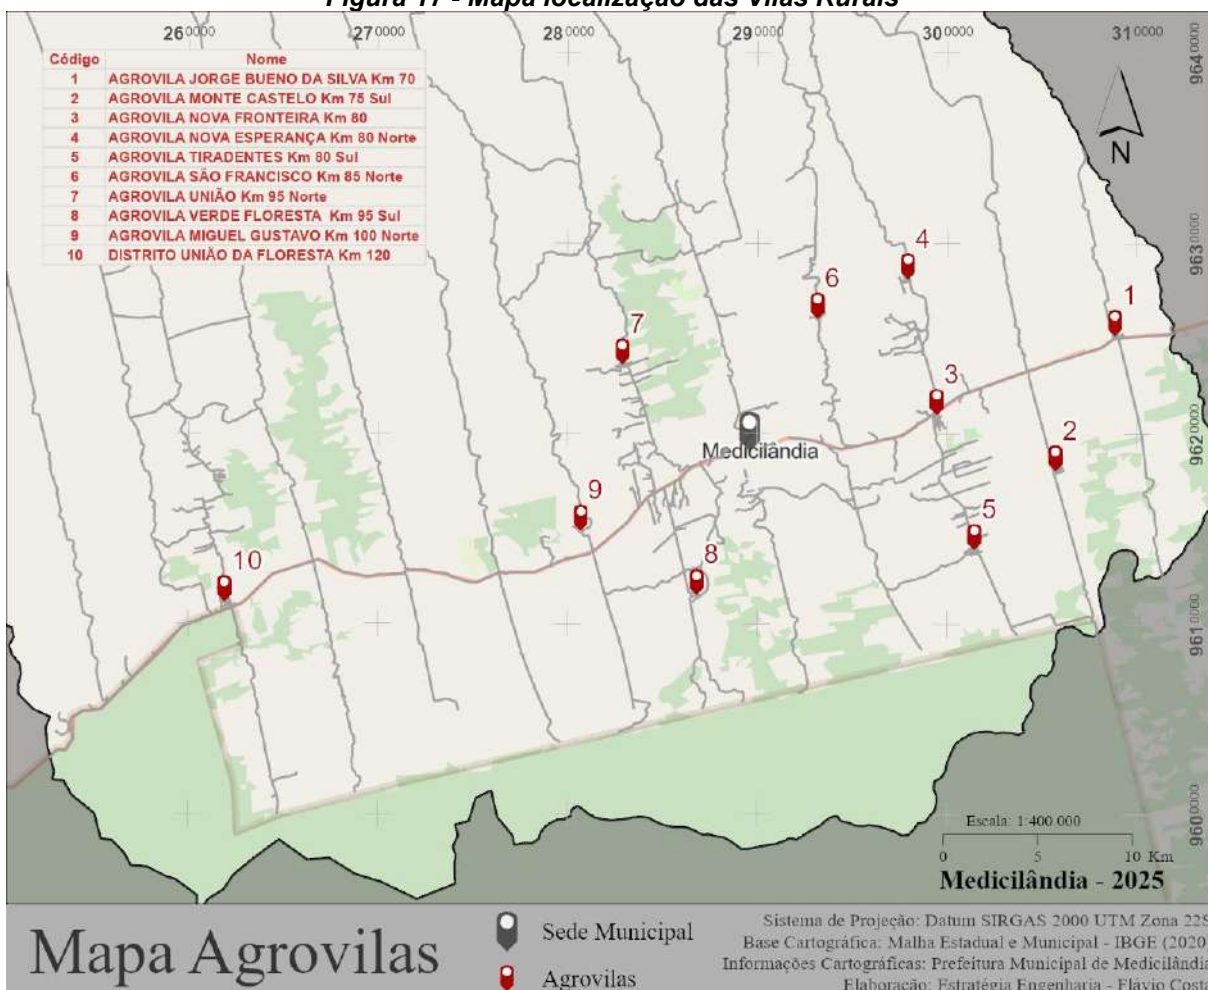 Figura 17 - Mapa localização das Vilas Rurais
260000 270000 280000 290000 300000 310000
Código Nome
1 AGROVILA JORGE BUENO DA SILVA Km 70
2 AGROVILA MONTE CASTELO Km 75 Sul
3 AGROVILA NOVA FRONTEIRA Km 80
4 AGROVILA NOVA ESPERANÇA Km 80 Norte
5 AGROVILA TIRADENTES Km 80 Sul
6 AGROVILA SÃO FRANCISCO Km 85 Norte
7 AGROVILA UNIÃO Km 95 Norte
8 AGROVILA VERDE FLORESTA Km 95 Sul
9 AGROVILA MIGUEL GUSTAVO Km 100 Norte
10 DISTRITO UNIÃO DA FLORESTA Km 120
9640000
N
9630000
4
6
1
7
3
9620000
Medicilândia
2
9
5
8
10
9610000
9600000
Escala: 1:400 000
0 5 10 Km
Medicilândia - 2025
Mapa Agrovilas
Sede Municipal
Agrovilas
Sistema de Projeção: Datum SIRGAS 2000 UTM Zona 22S
Base Cartográfica: Malha Estadual e Municipal - IBGE (2020
Informações Cartográficas: Prefeitura Municipal de Medicilândia
Elaboração: Estratégia Engenharia - Flávio Costa